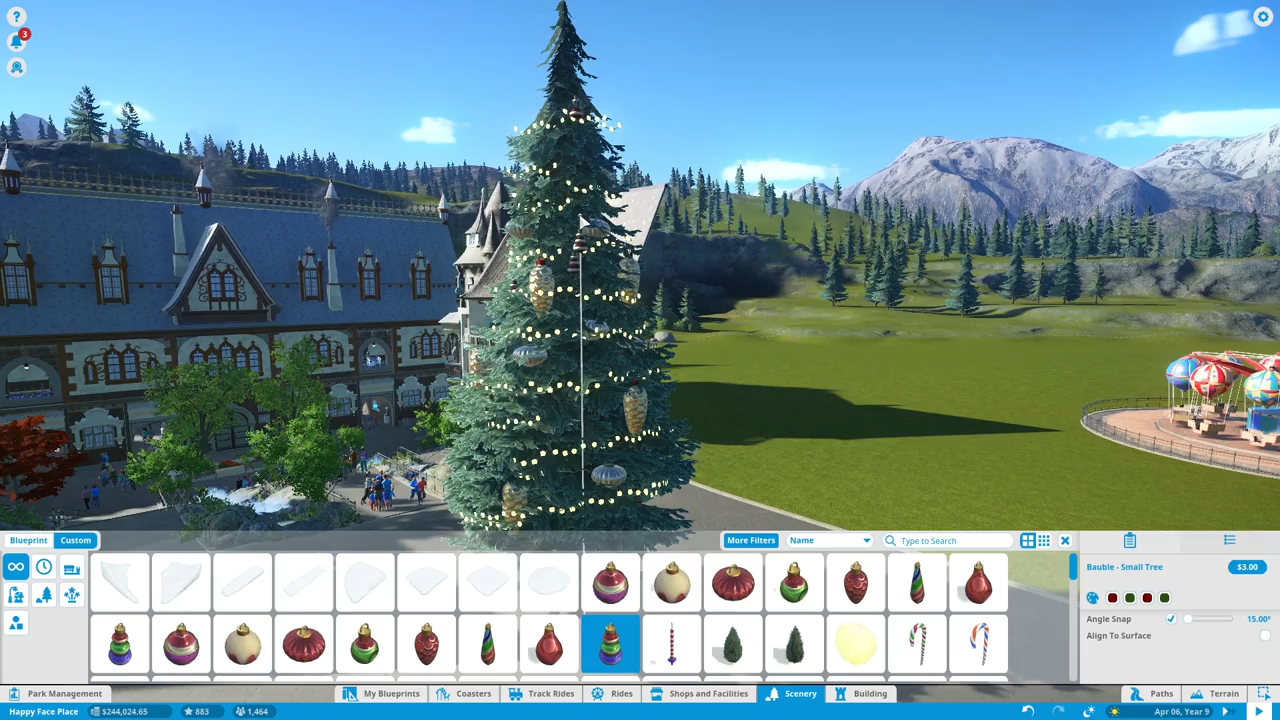 ?
3
Blueprint
Custom
More Filters
Name
Type to Search
Bauble - Small Tree
$3.00
Angle Snap
15.00°
Align To Surface
Park Management
My Blueprints
Coasters
Track Rides
Rides
Shops and Facilities
Scenery
Building
Paths
Terrain
Happy Face Place
$244,024.65
883
1,464
Apr 06, Year 9